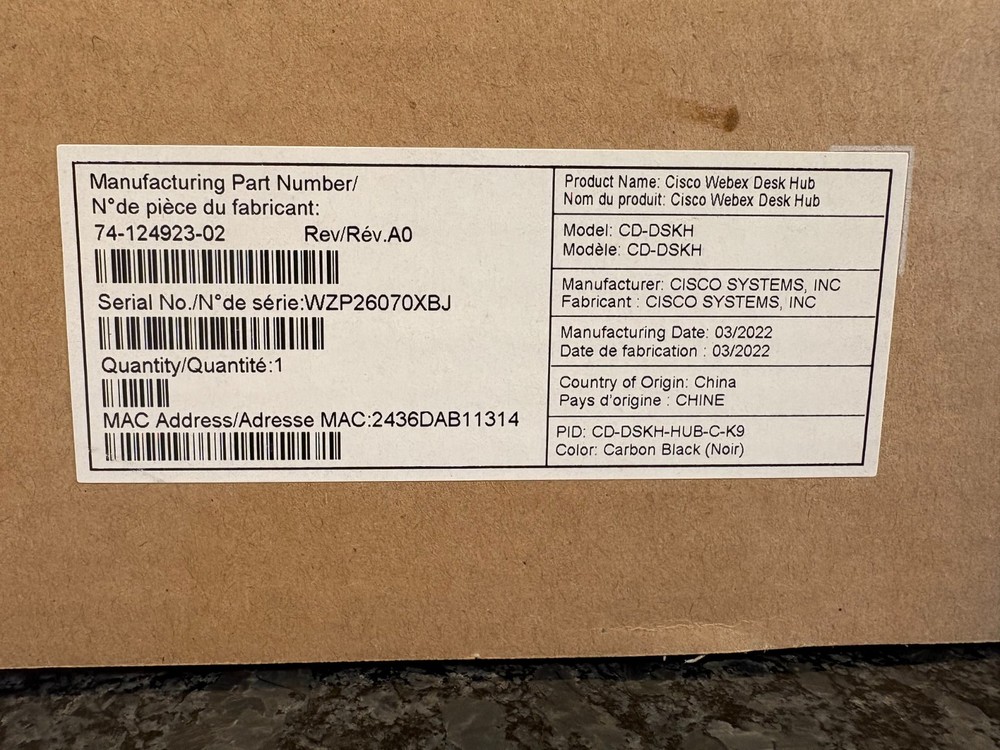 Manufacturing Part Number/
N°de pièce du fabricant:
74-124923-02 Rev/Rév.A0
Serial No./N°de série:WZP26070XBJ
Quantity/Quantité:1
MAC Address/Adresse MAC:2436DAB11314
Product Name: Cisco Webex Desk Hub
Nom du produit: Cisco Webex Desk Hub
Model: CD-DSKH
Modèle: CD-DSKH
Manufacturer: CISCO SYSTEMS, INC
Fabricant : CISCO SYSTEMS, INC
Manufacturing Date: 03/2022
Date de fabrication : 03/2022
Country of Origin: China
Pays d'origine : CHINE
PID: CD-DSKH-HUB-C-K9
Color: Carbon Black (Noir)